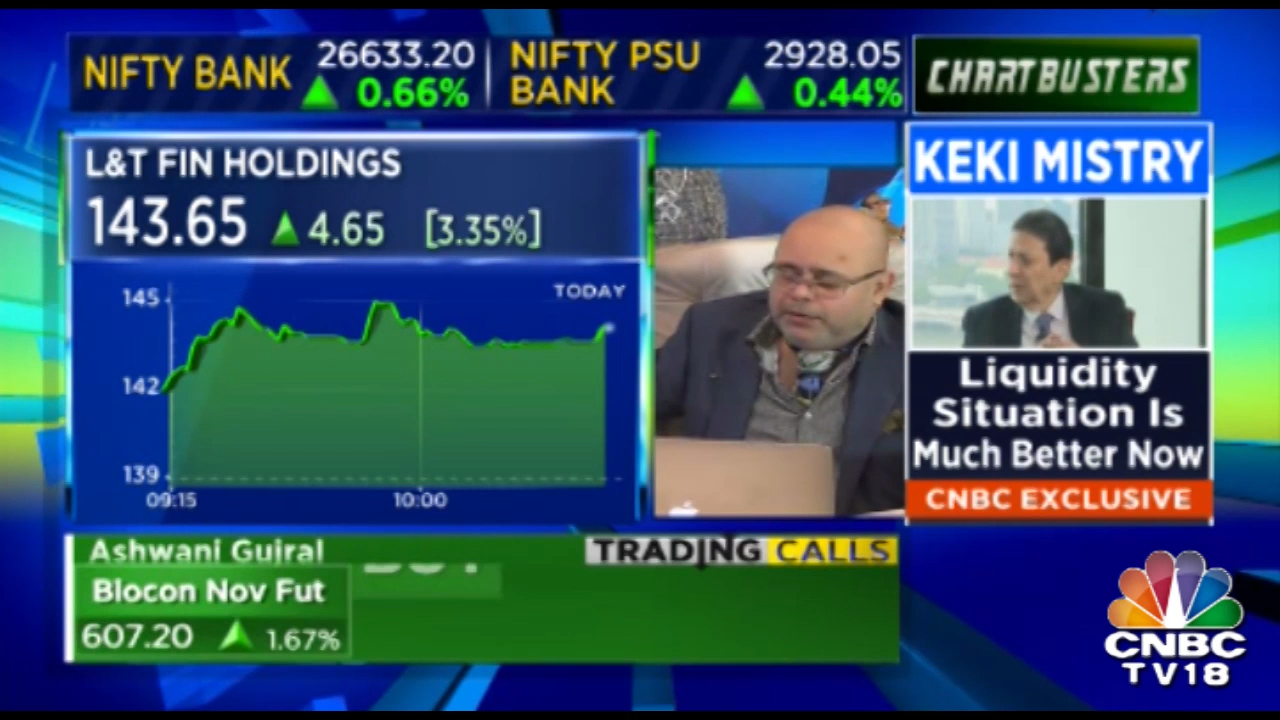 NIFTY BANK
26633.20
0.66%
NIFTY PSU
BANK
2928.05
0.44%
CHARTBUSTERS
L&T FIN HOLDINGS
143.65 4.65 [3.35%]
TODAY
145
142
139
09:15
10:00
KEKI MISTRY
Liquidity
Situation Is
Much Better Now
CNBC EXCLUSIVE
Ashwani Gujral
TRADING CALLS
Biocon Nov Fut
607.20 1.67%
CNBC
TV18